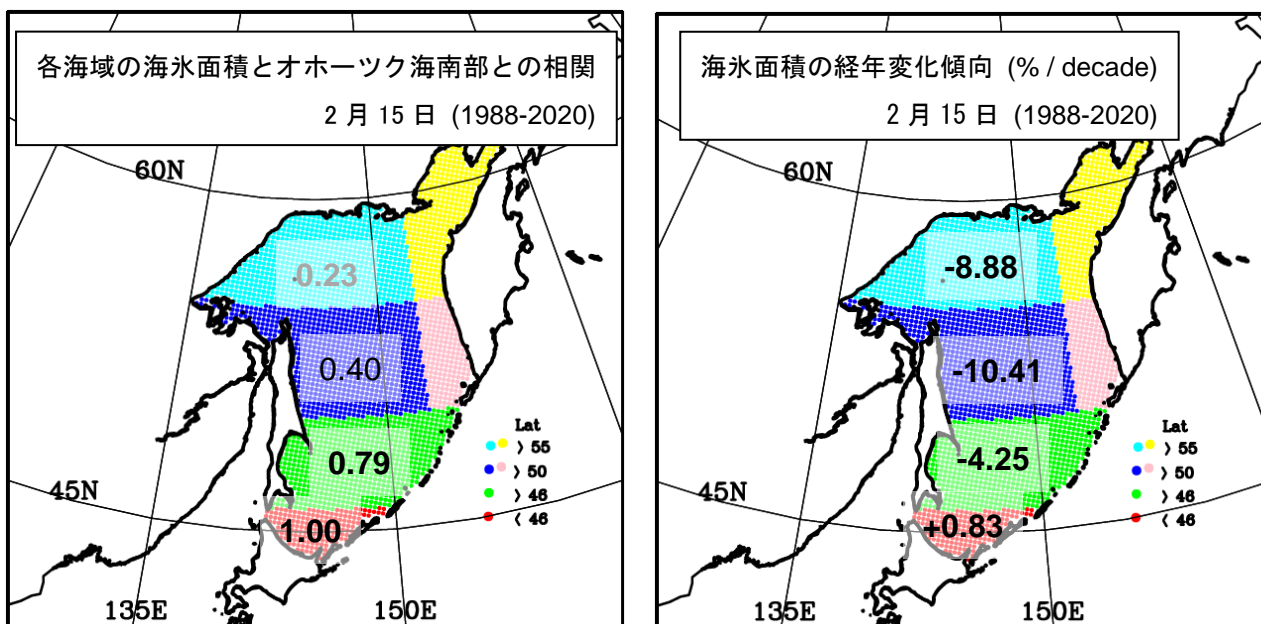 各海域の海氷面積とオホーツク海南部との相関
2 月 15 日 (1988-2020)
60N
0.23
0.40
0.79
1.00
45N
135E
150E
Lat
> 55
> 50
> 46
< 46
海氷面積の経年変化傾向 (% / decade)
2 月 15 日 (1988-2020)
60N
-8.88
-10.41
-4.25
+0.83
45N
135E
150E
Lat
> 55
> 50
> 46
< 46